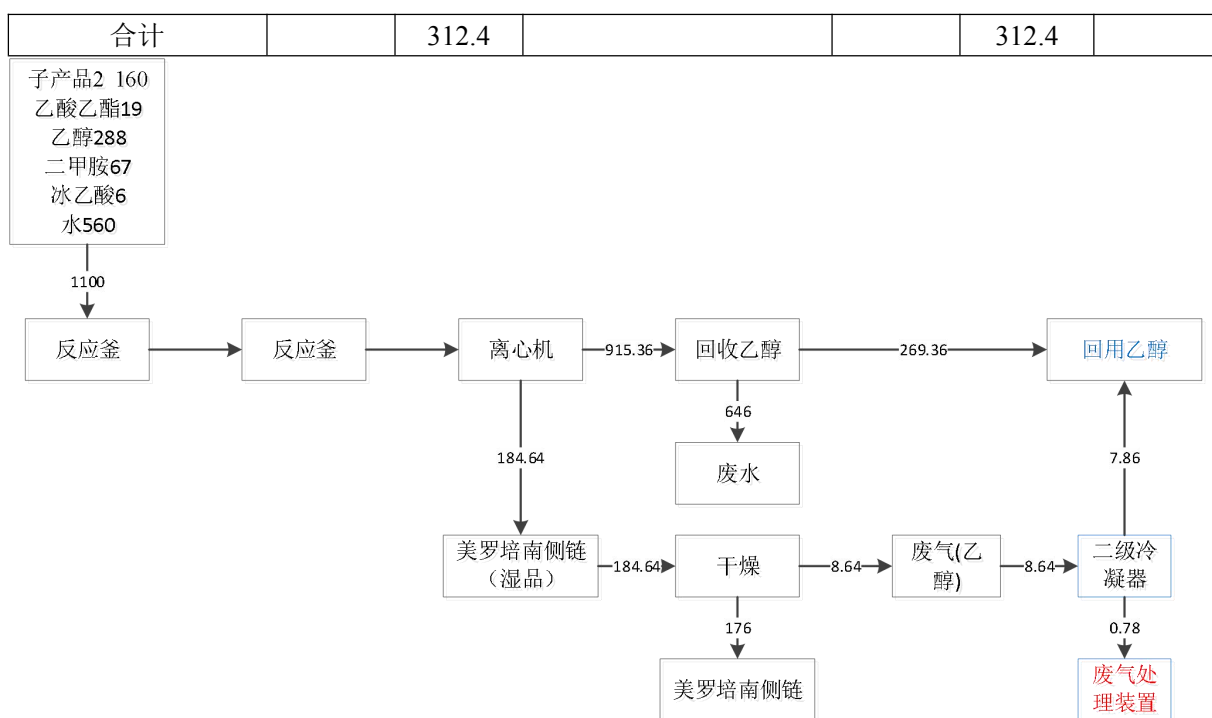 合计 312.4 312.4
子产品2 160
乙酸乙酯19
乙醇288
二甲胺67
冰乙酸6
水560
1100
反应釜
反应釜
离心机
915.36
回收乙醇
269.36
回用乙醇
646
184.64
废水
7.86
美罗培南侧链
（湿品）
184.64
干燥
8.64
废气(乙
醇)
8.64
二级冷
凝器
176
0.78
美罗培南侧链
废气处
理装置